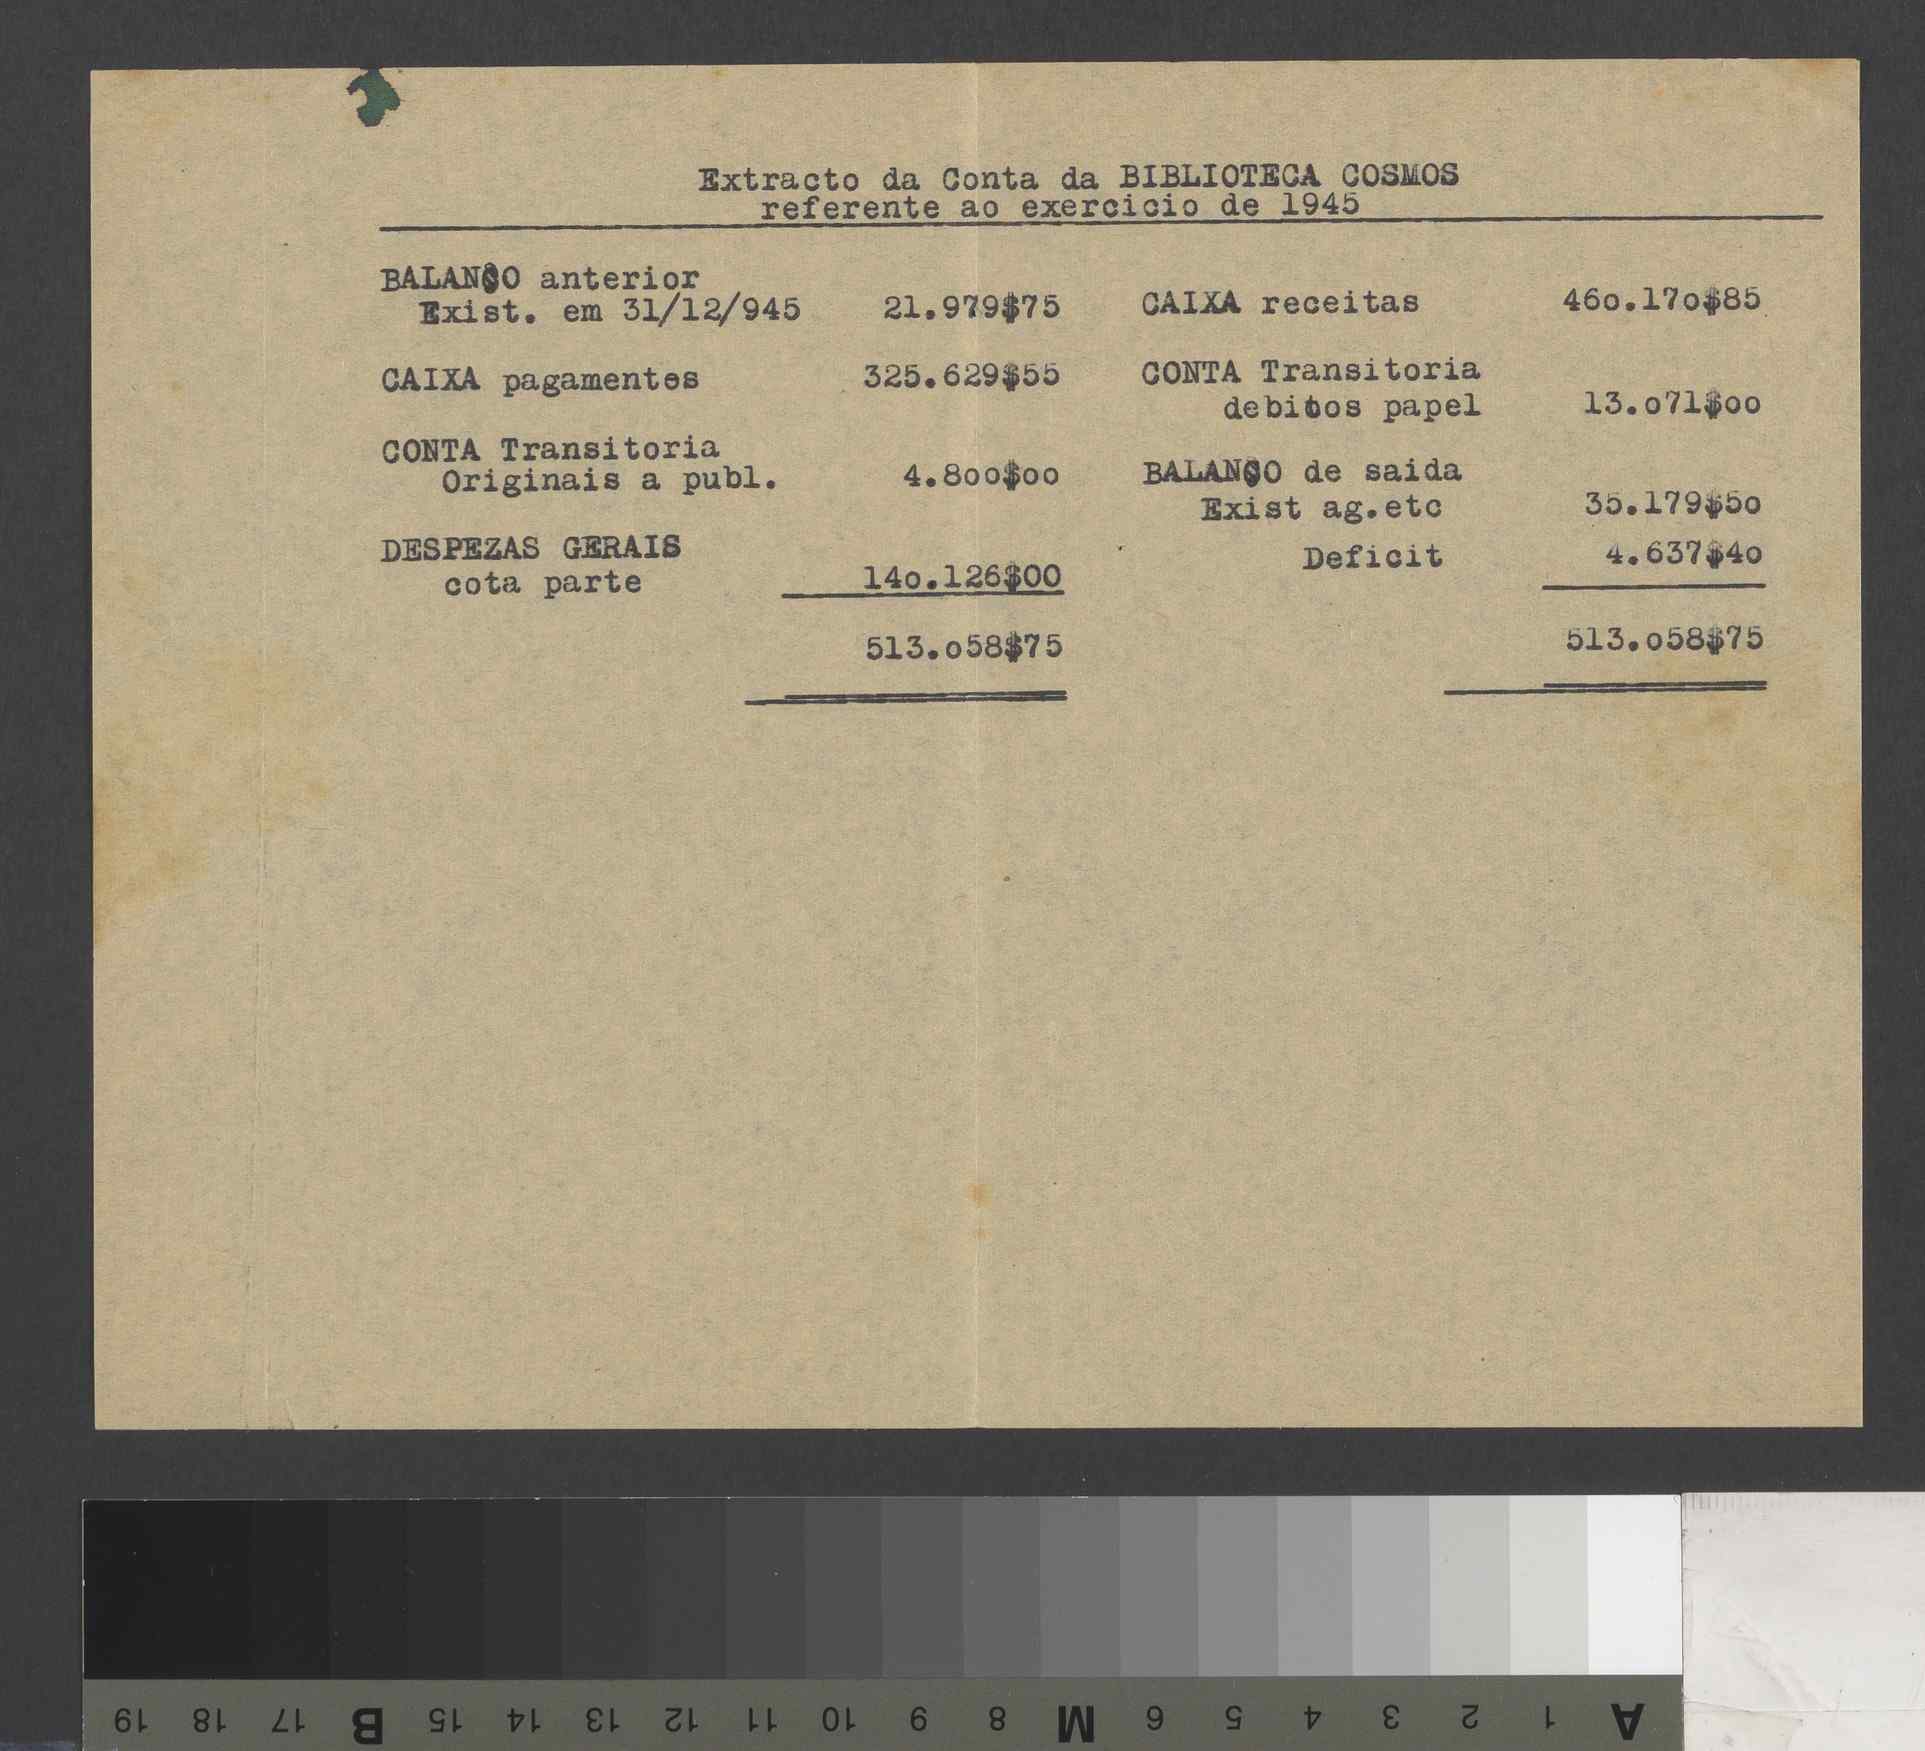 Extracto da Conta da BIBLIOTECA COSMOS
referente ao exercicio de 1945
BALANÇO anterior
Exist. em 31/12/945 21.979$75
CAIXA pagamentos 325.629$55
CONTA Transitoria
Originais a publ. 4.8oo$oo
DESPEZAS GERAIS
cota parte 14o.126$OO
513.o58$75
CAIXA receitas 46o.17o$85
CONTA Transitoria
debitos papel 13.o71$oo
BALANÇO de saida
Exist ag.etc 35.179$5o
Deficit 4.637$4o
513.o58$75
19 18 17 B 15 14 13 12 11 10 9 8 M 6 5 4 3 2 1 A